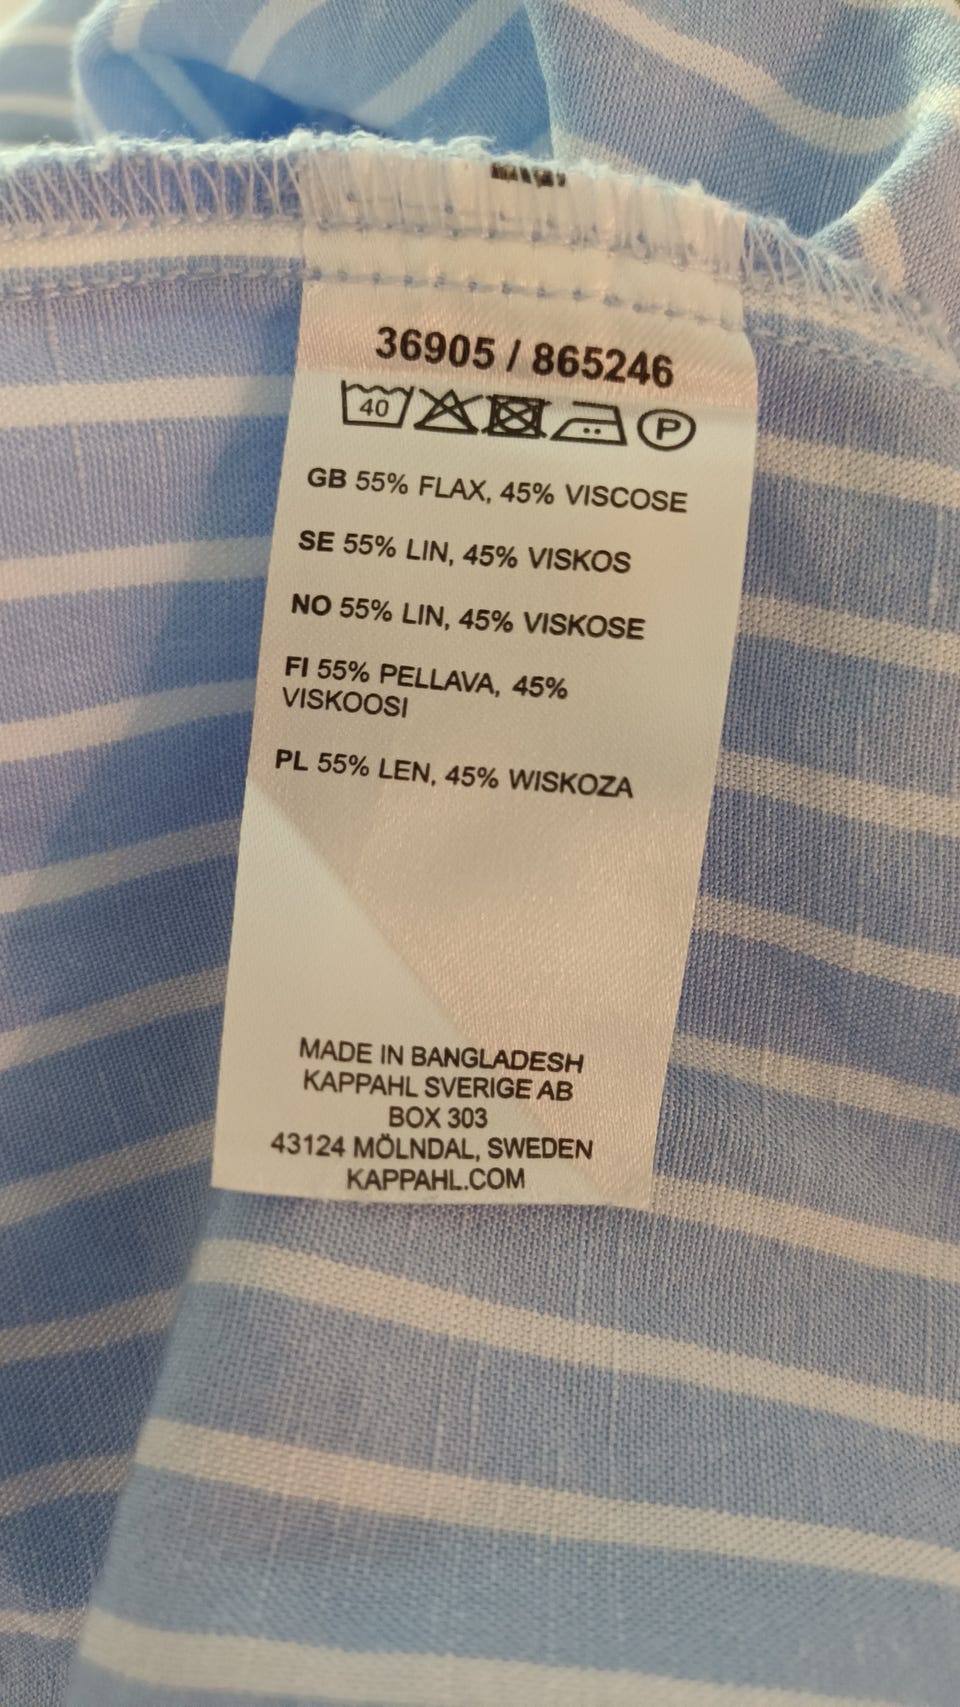 36905 / 865246
40 P
GB 55% FLAX, 45% VISCOSE
SE 55% LIN, 45% VISKOS
NO 55% LIN, 45% VISKOSE
FI 55% PELLAVA, 45%
VISKOOSI
PL 55% LEN, 45% WISKOZA
MADE IN BANGLADESH
KAPPAHL SVERIGE AB
BOX 303
43124 MÖLNDAL, SWEDEN
KAPPAHL.COM